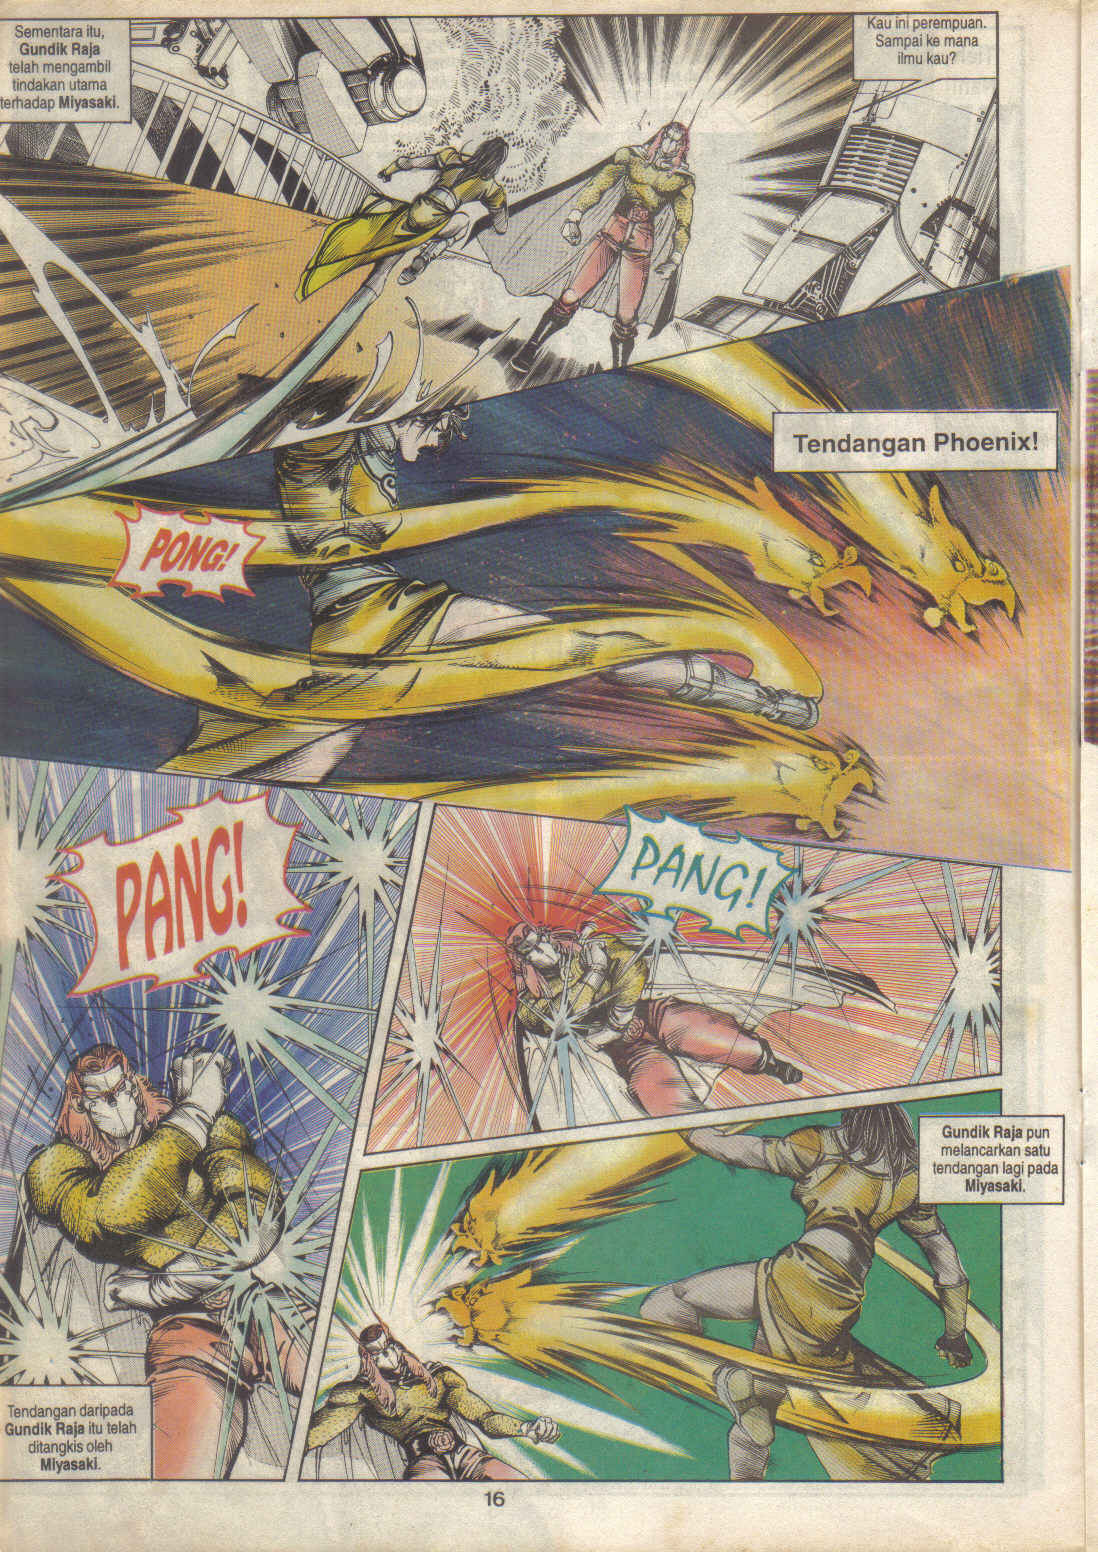 Sementara itu,
Gundik Raja
telah mengambil
tindakan utama
terhadap Miyasaki.
Kau ini perempuan.
Sampai ke mana
ilmu kau?
Tendangan Phoenix!
PONG!
PANG!
PANG!
Gundik Raja pun
melancarkan satu
tendangan lagi pada
Miyasaki.
Tendangan daripada
Gundik Raja itu telah
ditangkis oleh
Miyasaki.
16